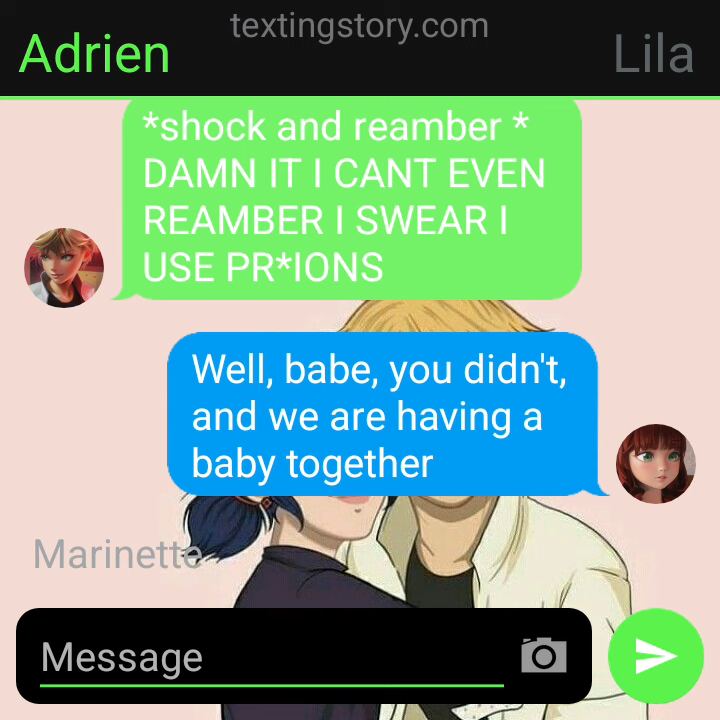 textingstory.com
Adrien
Lila
*shock and reamber *
DAMN IT I CANT EVEN
REAMBER I SWEAR I
USE PR*IONS
Well, babe, you didn't,
and we are having a
baby together
Marinette
Message